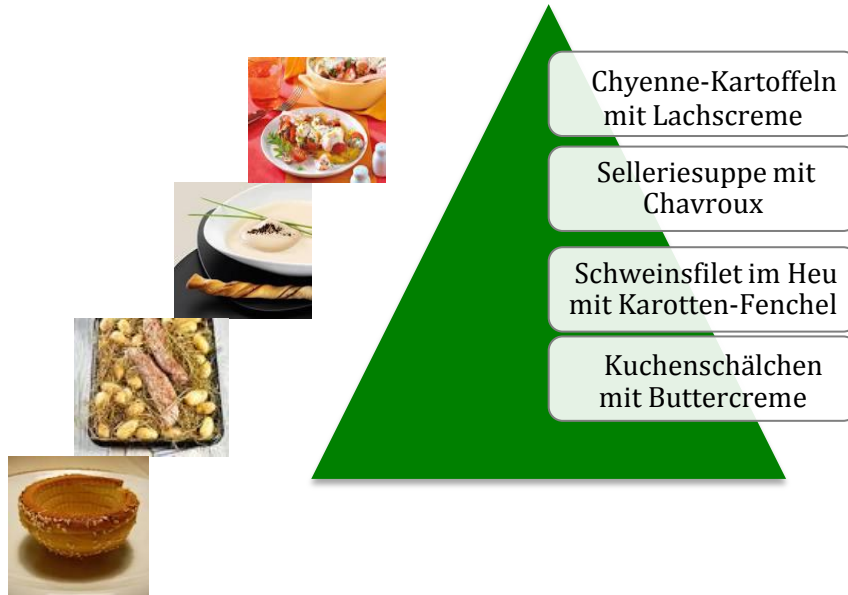 Chyenne-Kartoffeln
mit Lachscreme
Selleriesuppe mit
Chavroux
Schweinsfilet im Heu
mit Karotten-Fenchel
Kuchenschälchen
mit Buttercreme